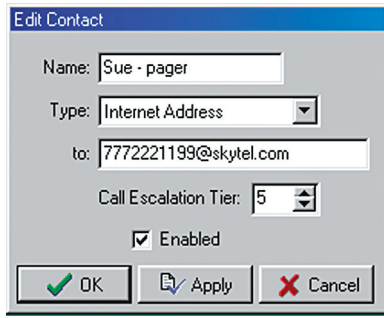 Edit Contact
Name: Sue - pager
Type: Internet Address
to: 7772221199@skytel.com
Call Escalation Tier: 5
Enabled
OK Apply Cancel